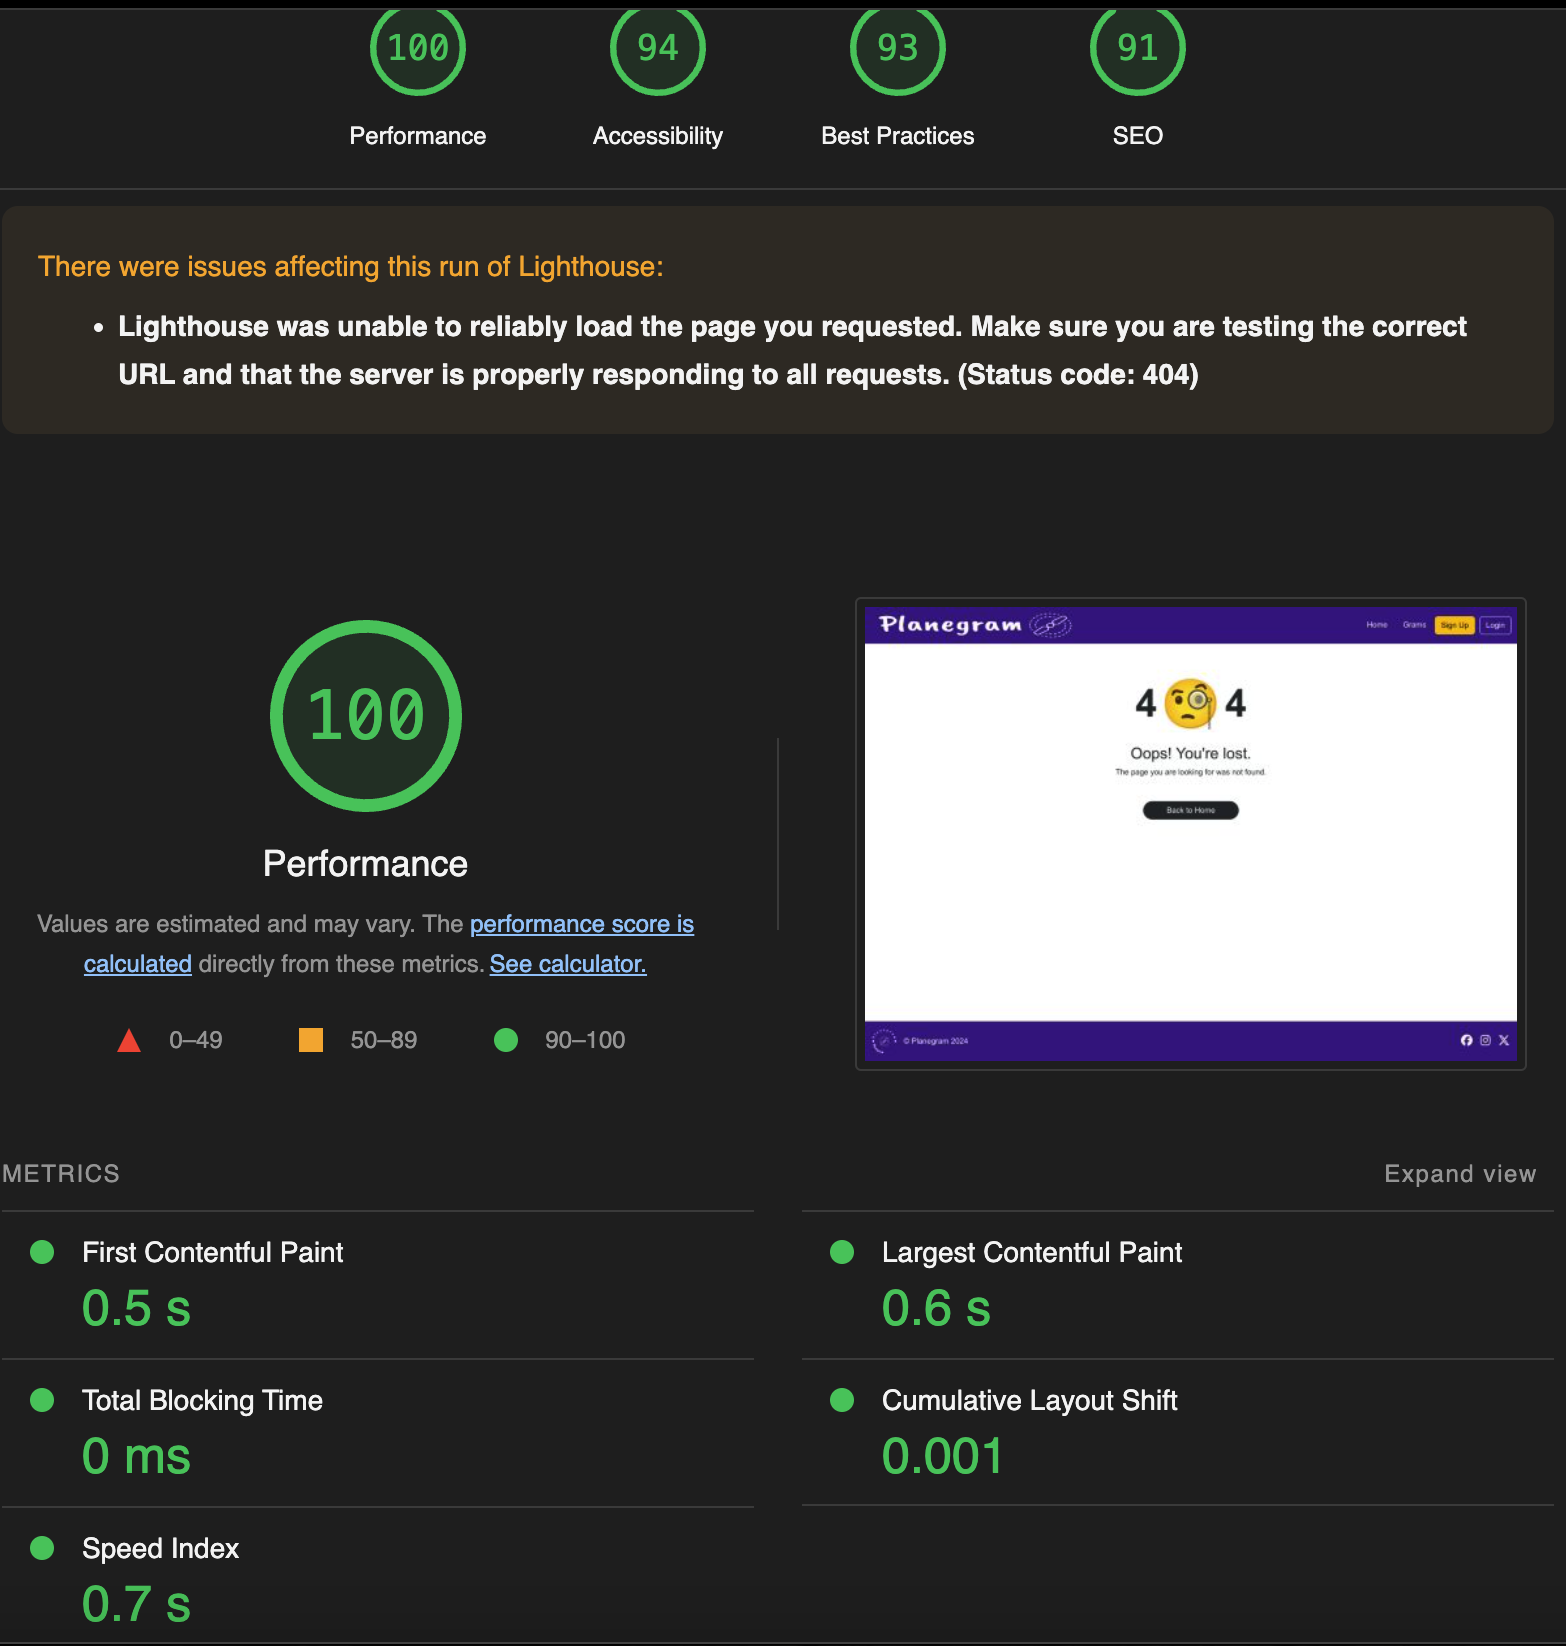 100
94
93
91
Performance
Accessibility
Best Practices
SEO
There were issues affecting this run of Lighthouse:
• Lighthouse was unable to reliably load the page you requested. Make sure you are testing the correct
URL and that the server is properly responding to all requests. (Status code: 404)
100
Performance
Values are estimated and may vary. The performance score is
calculated directly from these metrics. See calculator.
0–49
50–89
90–100
Planegram
Home
Grams
Sign Up
Login
4 4
Oops! You're lost.
The page you are looking for was not found.
Back to Home
© Planegram 2024
METRICS
Expand view
First Contentful Paint
0.5 s
Largest Contentful Paint
0.6 s
Total Blocking Time
0 ms
Cumulative Layout Shift
0.001
Speed Index
0.7 s